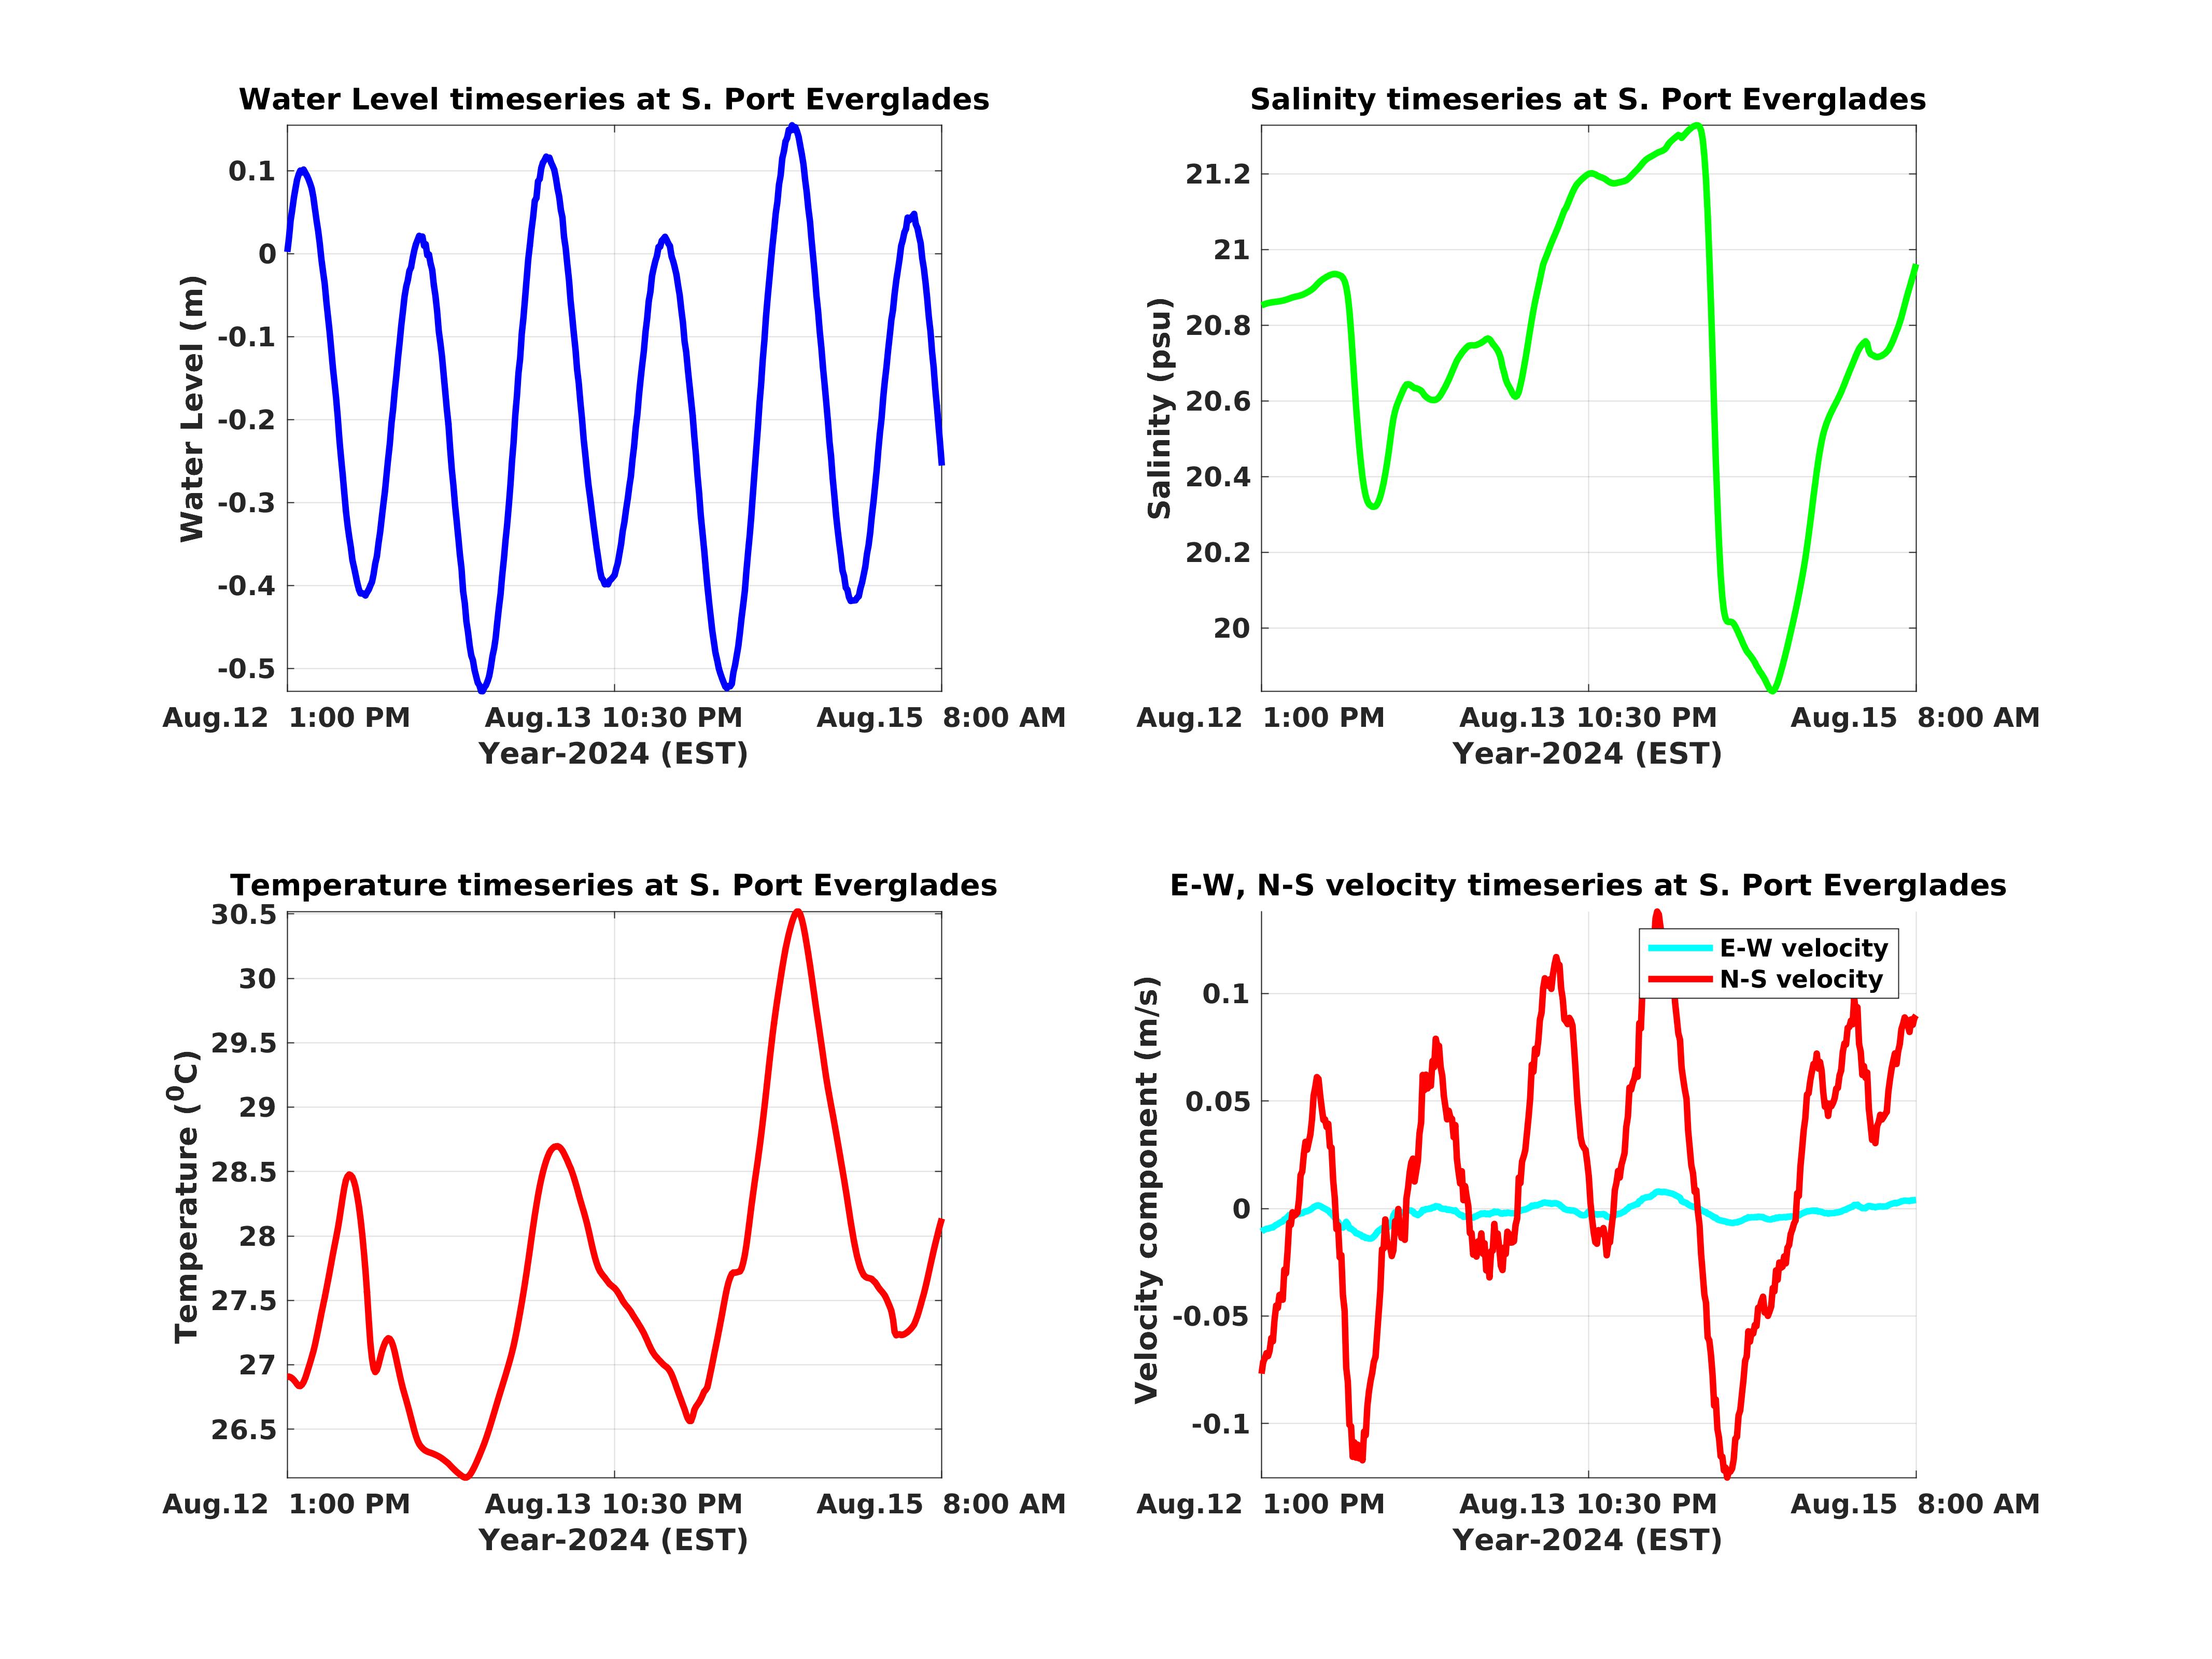 Water Level timeseries at S. Port Everglades
Water Level (m)
0.1
0
-0.1
-0.2
-0.3
-0.4
-0.5
Aug.12 1:00 PM
Aug.13 10:30 PM
Aug.15 8:00 AM
Year-2024 (EST)
Salinity timeseries at S. Port Everglades
Salinity (psu)
21.2
21
20.8
20.6
20.4
20.2
20
Aug.12 1:00 PM
Aug.13 10:30 PM
Aug.15 8:00 AM
Year-2024 (EST)
Temperature timeseries at S. Port Everglades
Temperature (⁰C)
30.5
30
29.5
29
28.5
28
27.5
27
26.5
Aug.12 1:00 PM
Aug.13 10:30 PM
Aug.15 8:00 AM
Year-2024 (EST)
E-W, N-S velocity timeseries at S. Port Everglades
Velocity component (m/s)
E-W velocity
N-S velocity
0.1
0.05
0
-0.05
-0.1
Aug.12 1:00 PM
Aug.13 10:30 PM
Aug.15 8:00 AM
Year-2024 (EST)